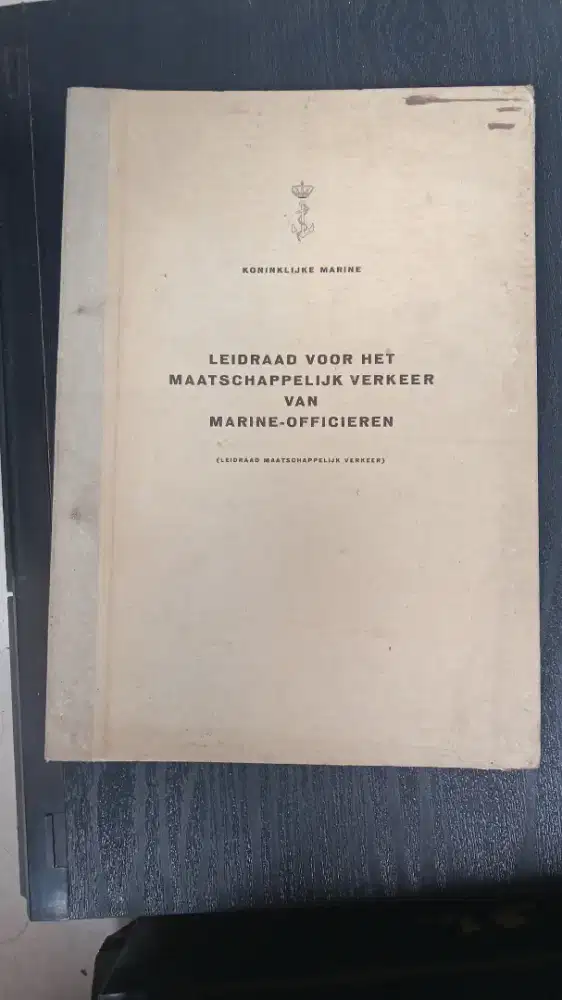 KONINKLIJKE MARINE
LEIDRAAD VOOR HET
MAATSCHAPPELIJK VERKEER
VAN
MARINE-OFFICIEREN
(LEIDRAAD MAATSCHAPPELIJK VERKEER)